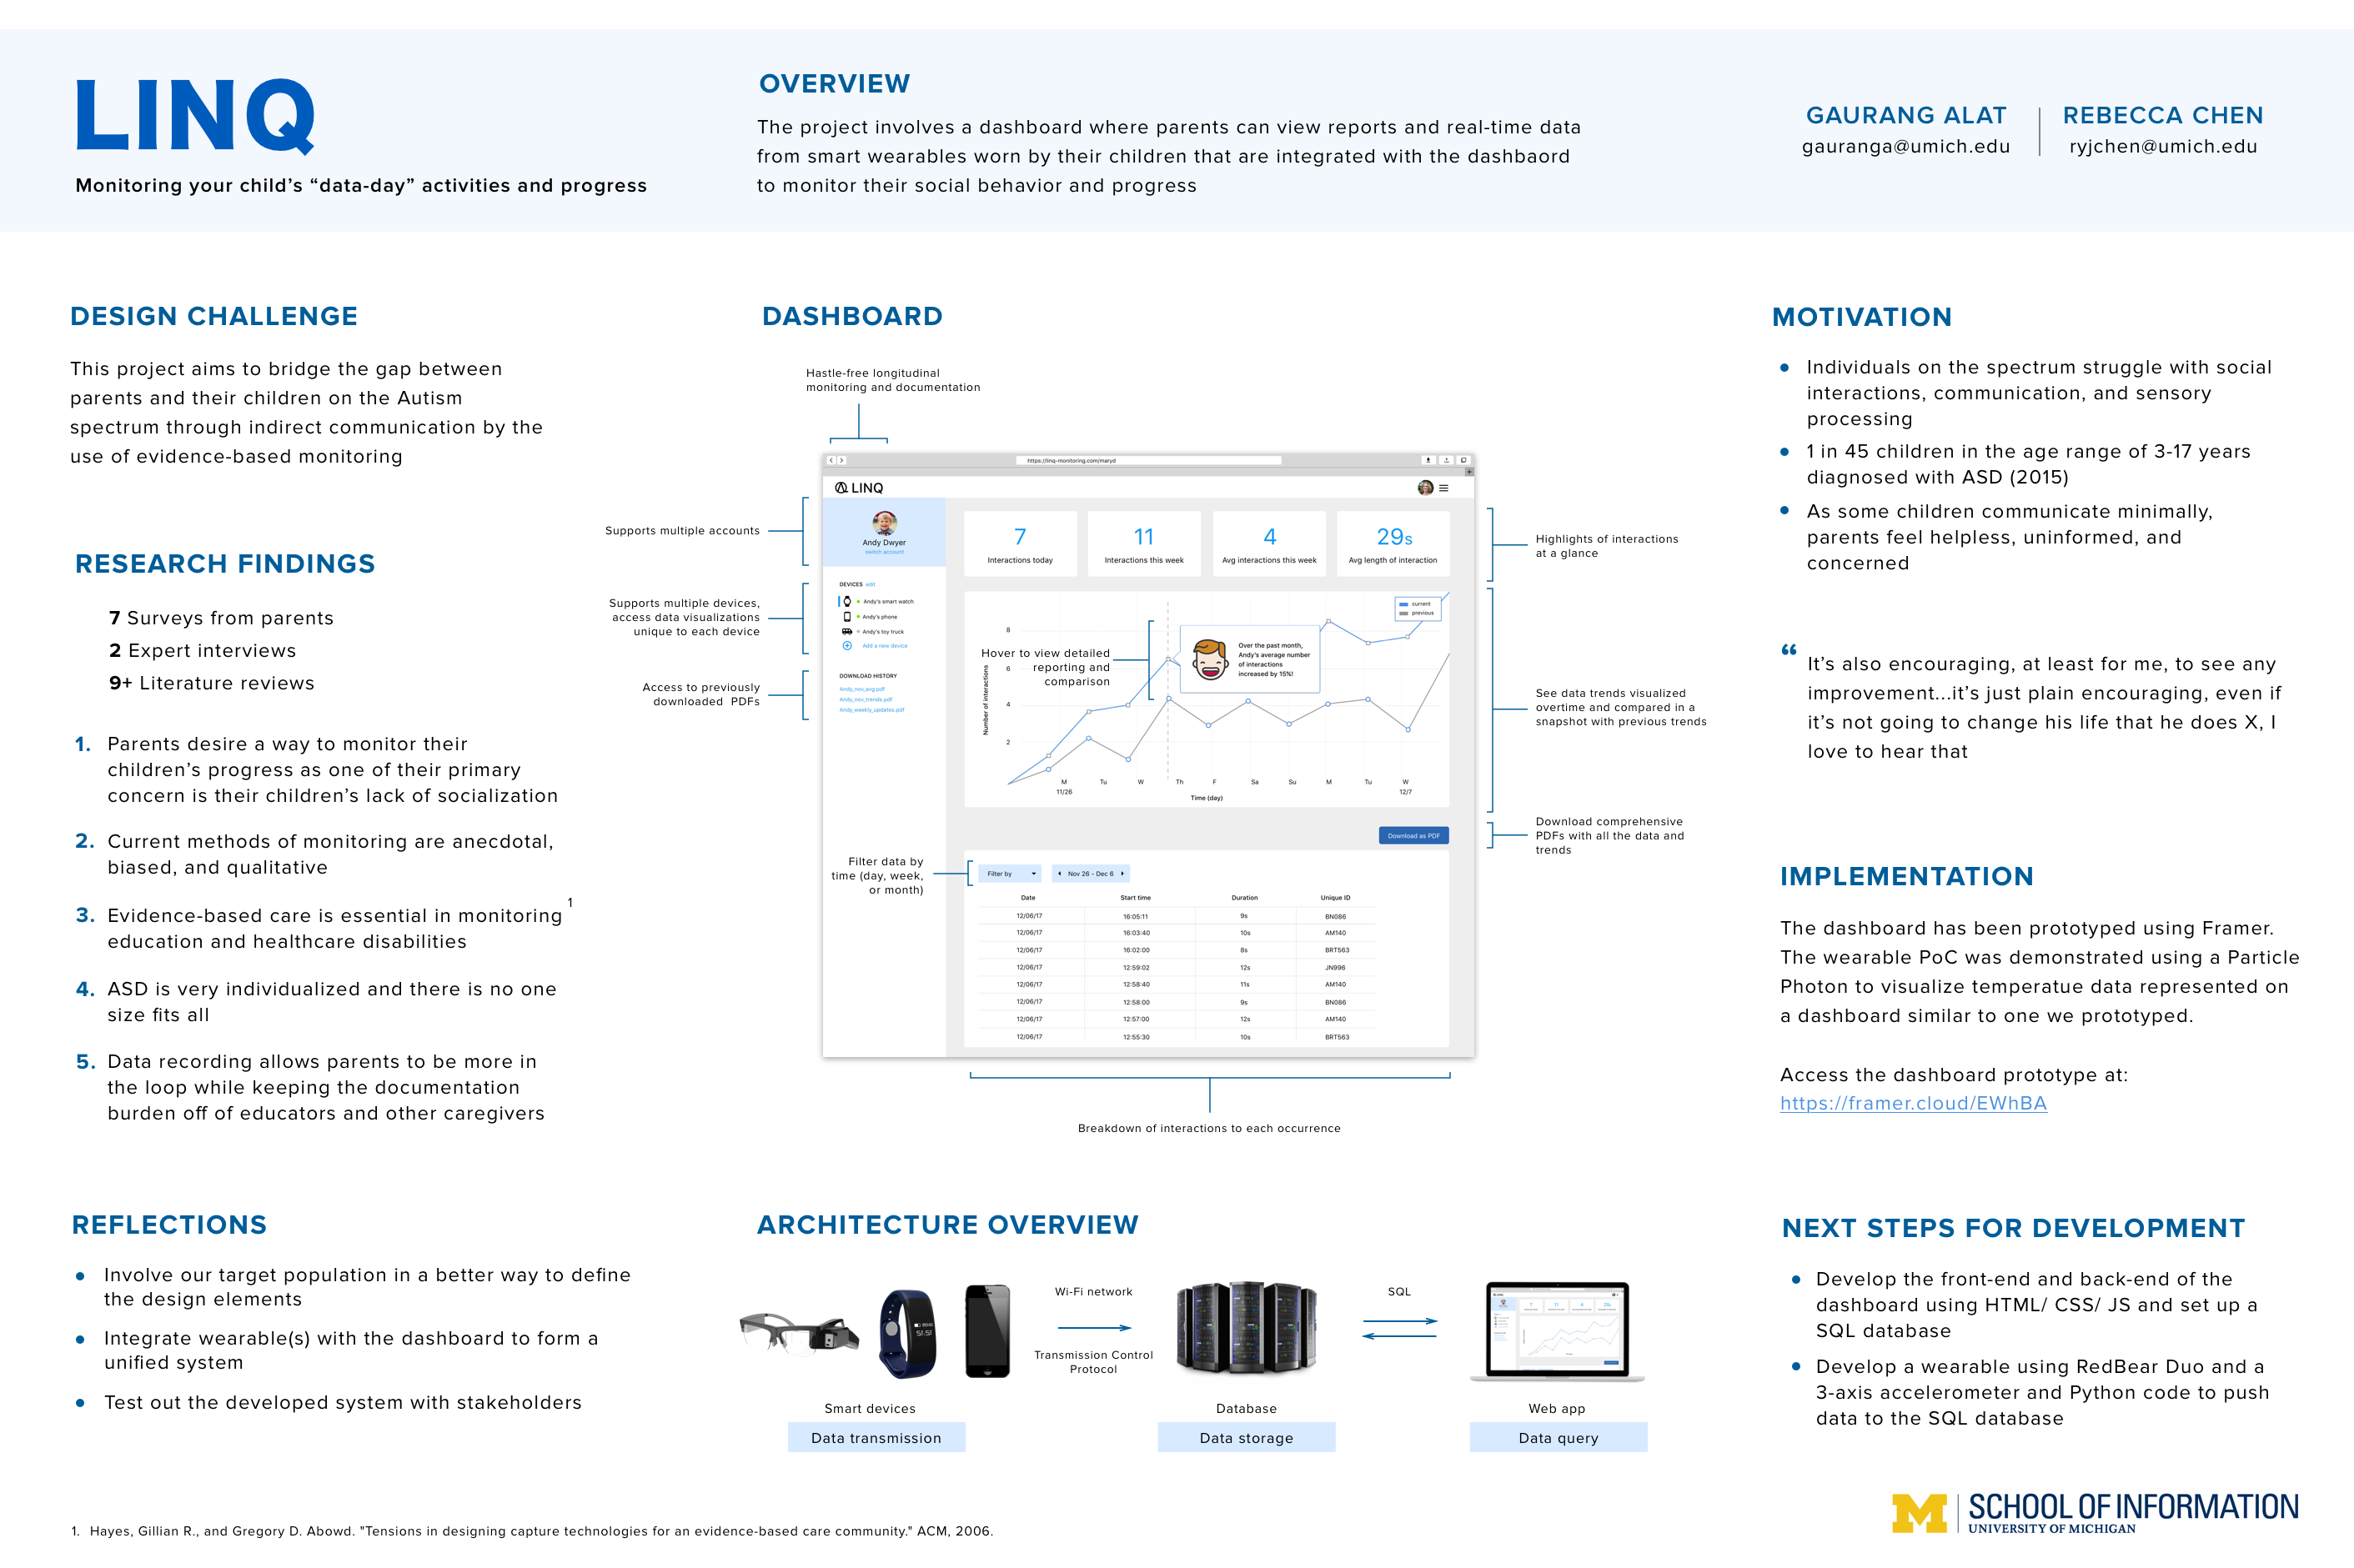 LINQ
Monitoring your child’s “data-day” activities and progress
OVERVIEW
The project involves a dashboard where parents can view reports and real-time data
from smart wearables worn by their children that are integrated with the dashbaord
to monitor their social behavior and progress
GAURANG ALAT
gauranga@umich.edu
REBECCA CHEN
ryjchen@umich.edu
DESIGN CHALLENGE
This project aims to bridge the gap between
parents and their children on the Autism
spectrum through indirect communication by the
use of evidence-based monitoring
RESEARCH FINDINGS
7 Surveys from parents
2 Expert interviews
9+ Literature reviews
1. Parents desire a way to monitor their
children’s progress as one of their primary
concern is their children’s lack of socialization
2. Current methods of monitoring are anecdotal,
biased, and qualitative
3. Evidence-based care is essential in monitoring 1
education and healthcare disabilities
4. ASD is very individualized and there is no one
size fits all
5. Data recording allows parents to be more in
the loop while keeping the documentation
burden off of educators and other caregivers
REFLECTIONS
• Involve our target population in a better way to define
the design elements
• Integrate wearable(s) with the dashboard to form a
unified system
• Test out the developed system with stakeholders
DASHBOARD
Hastle-free longitudinal
monitoring and documentation
Supports multiple accounts
Supports multiple devices,
access data visualizations
unique to each device
Access to previously
downloaded PDFs
Filter data by
time (day, week,
or month)
https://linq-monitoring.com/maryd
LINQ
Andy Dwyer
switch account
DEVICES edit
Andy's smart watch
Andy's phone
Andy's toy truck
Add a new device
DOWNLOAD HISTORY
Andy_nov_avg.pdf
Andy_nov_trends.pdf
Andy_weekly_updates.pdf
7
Interactions today
11
Interactions this week
4
Avg interactions this week
29s
Avg length of interaction
current
previous
Number of interactions
8
6
4
2
Hover to view detailed
reporting and
comparison
Over the past month,
Andy's average number
of interactions
increased by 15%!
M Tu W Th F Sa Su M Tu W
11/26 12/7
Time (day)
Download as PDF
Filter by
Nov 26 - Dec 6
Date Start time Duration Unique ID
12/06/17 16:05:11 9s BN086
12/06/17 16:03:40 10s AM140
12/06/17 16:02:00 8s BRT563
12/06/17 12:59:02 12s JN996
12/06/17 12:58:40 11s AM140
12/06/17 12:58:00 9s BN086
12/06/17 12:57:00 12s AM140
12/06/17 12:55:30 10s BRT563
Highlights of interactions
at a glance
See data trends visualized
overtime and compared in a
snapshot with previous trends
Download comprehensive
PDFs with all the data and
trends
Breakdown of interactions to each occurrence
ARCHITECTURE OVERVIEW
Wi-Fi network
Transmission Control
Protocol
SQL
Smart devices
Data transmission
Database
Data storage
Web app
Data query
MOTIVATION
• Individuals on the spectrum struggle with social
interactions, communication, and sensory
processing
• 1 in 45 children in the age range of 3-17 years
diagnosed with ASD (2015)
• As some children communicate minimally,
parents feel helpless, uninformed, and
concerned
“ It’s also encouraging, at least for me, to see any
improvement...it’s just plain encouraging, even if
it’s not going to change his life that he does X, I
love to hear that
IMPLEMENTATION
The dashboard has been prototyped using Framer.
The wearable PoC was demonstrated using a Particle
Photon to visualize temperatue data represented on
a dashboard similar to one we prototyped.
Access the dashboard prototype at:
https://framer.cloud/EWhBA
NEXT STEPS FOR DEVELOPMENT
• Develop the front-end and back-end of the
dashboard using HTML/ CSS/ JS and set up a
SQL database
• Develop a wearable using RedBear Duo and a
3-axis accelerometer and Python code to push
data to the SQL database
1. Hayes, Gillian R., and Gregory D. Abowd. "Tensions in designing capture technologies for an evidence-based care community." ACM, 2006.
M SCHOOL OF INFORMATION
UNIVERSITY OF MICHIGAN